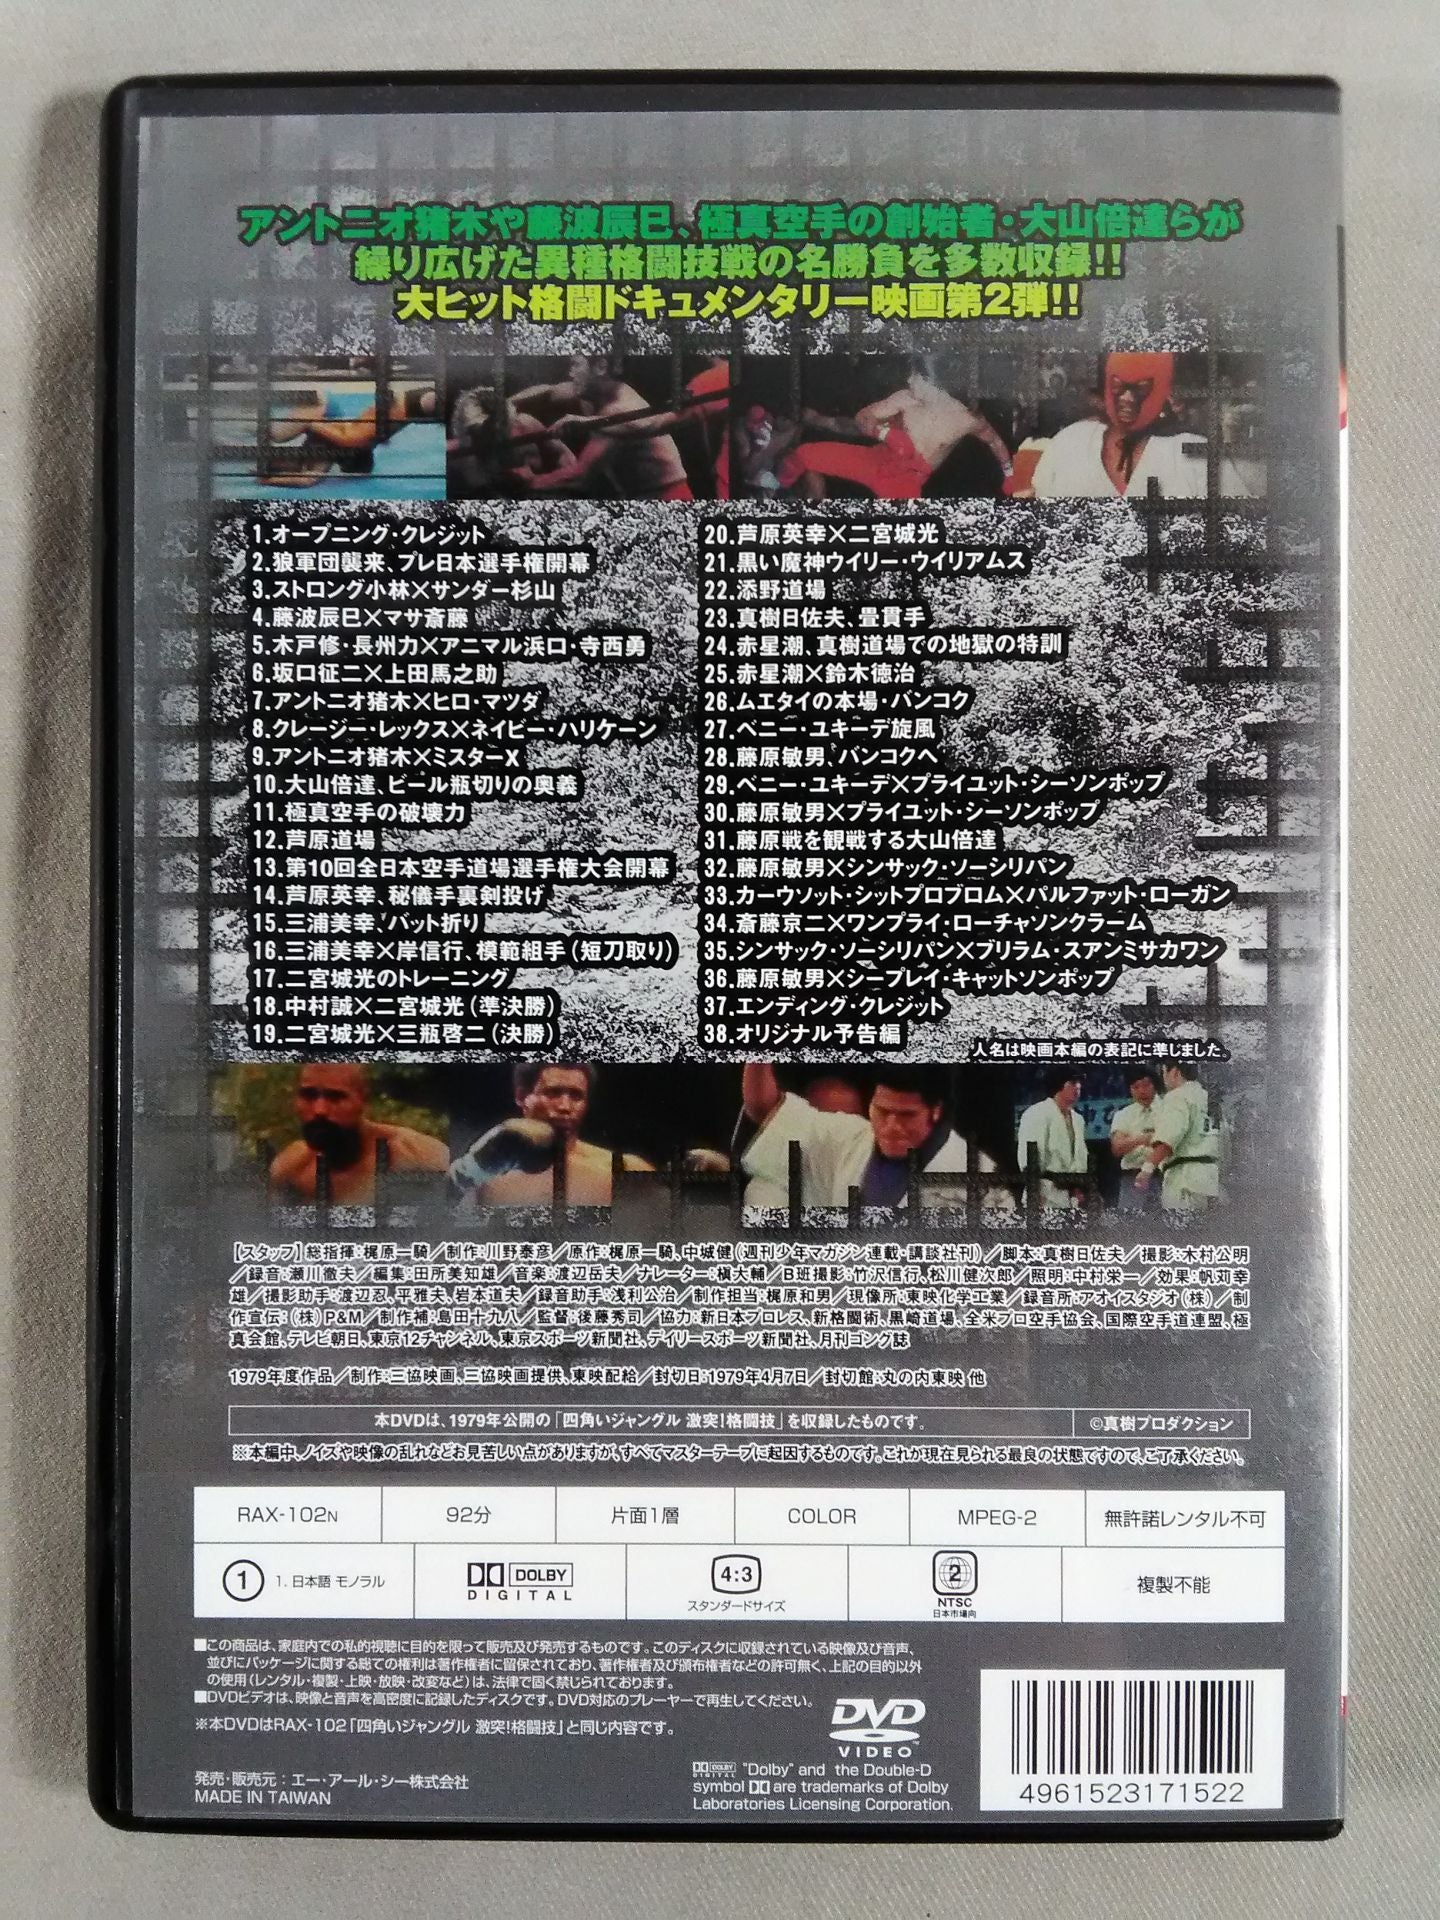 アントニオ猪木や藤波辰巳、極真空手の創始者・大山倍達らが
繰り広げた異種格闘技戦の名勝負を多数収録!!
大ヒット格闘ドキュメンタリー映画第2弾!!
1.オープニング・クレジット
2.狼軍団襲来、プレ日本選手権開幕
3.ストロング小林×サンダー杉山
4.藤波辰巳×マサ斎藤
5.木戸修・長州力×アニマル浜口・寺西勇
6.坂口征二×上田馬之助
7.アントニオ猪木×ヒロ・マツダ
8.クレージー・レックス×ネイビー・ハリケーン
9.アントニオ猪木×ミスターX
10.大山倍達、ビール瓶切りの奥義
11.極真空手の破壊力
12.芦原道場
13.第10回全日本空手道場選手権大会開幕
14.芦原英幸、秘儀手裏剣投げ
15.三浦美幸、バット折り
16.三浦美幸×岸信行、模範組手(短刀取り)
17.二宮城光のトレーニング
18.中村誠×二宮城光(準決勝)
19.二宮城光×三瓶啓二(決勝)
20.芦原英幸×二宮城光
21.黒い魔神ウイリー・ウイリアムス
22.添野道場
23.真樹日佐夫、畳貫手
24.赤星潮、真樹道場での地獄の特訓
25.赤星潮×鈴木徳治
26.ムエタイの本場・バンコク
27.ベニー・ユキーデ旋風
28.藤原敏男、バンコクへ
29.ベニー・ユキーデ×プライユット・シーソンポップ
30.藤原敏男×プライユット・シーソンポップ
31.藤原戦を観戦する大山倍達
32.藤原敏男×シンサック・ソーシリパン
33.カーウソット・シットプロブロム×パルファット・ローガン
34.斎藤京二×ワンプライ・ローチャソンクラーム
35.シンサック・ソーシリパン×ブリラム・スアンミサカワン
36.藤原敏男×シープレイ・キャットソンポップ
37.エンディング・クレジット
38.オリジナル予告編
人名は映画本編の表記に準じました。
【スタッフ】総指揮:梶原一騎／制作:川野泰彦／原作:梶原一騎、中城健(週刊少年マガジン連載・講談社刊)／脚本:真樹日佐夫／撮影:木村公明
／録音:瀬川徹夫／編集:田所美知雄／音楽:渡辺岳夫／ナレーター:槇大輔／B班撮影:竹沢信行、松川健次郎／照明:中村栄一／効果:帆苅幸
雄／撮影助手:渡辺忍、平雅夫、岩本道夫／録音助手:浅利公治／制作担当:梶原和男／現像所:東映化学工業／録音所:アオイスタジオ(株)／制
作宣伝:(株)P&M／制作補:島田十九八／監督:後藤秀司／協力:新日本プロレス、新格闘術、黒崎道場、全米プロ空手協会、国際空手道連盟、極
真会館、テレビ朝日、東京12チャンネル、東京スポーツ新聞社、デイリースポーツ新聞社、月刊ゴング誌
1979年度作品／制作:三協映画、三協映画提供、東映配給／封切日:1979年4月7日／封切館:丸の内東映 他
本DVDは、1979年公開の「四角いジャングル 激突!格闘技」を収録したものです。
©真樹プロダクション
※本編中、ノイズや映像の乱れなどお見苦しい点がありますが、すべてマスターテープに起因するものです。これが現在見られる最良の状態ですので、ご了承ください。
RAX-102N 92分 片面1層 COLOR MPEG-2 無許諾レンタル不可
1 1. 日本語 モノラル DOLBY DIGITAL 4:3 スタンダードサイズ 2 NTSC 日本市場向 複製不能
■この商品は、家庭内での私的視聴に目的を限って販売及び発売するものです。このディスクに収録されている映像及び音声、
並びにパッケージに関する総ての権利は著作権者に留保されており、著作権者及び頒布権者などの許可無く、上記の目的以外
の使用(レンタル・複製・上映・放映・改変など)は、法律で固く禁じられております。
■DVDビデオは、映像と音声を高密度に記録したディスクです。DVD対応のプレーヤーで再生してください。
※本DVDはRAX-102「四角いジャングル 激突!格闘技」と同じ内容です。
発売・販売元：エー・アール・シー株式会社
MADE IN TAIWAN
DVD
VIDEO
DIGITAL "Dolby" and the Double-D
symbol are trademarks of Dolby
Laboratories Licensing Corporation.
4961523171522